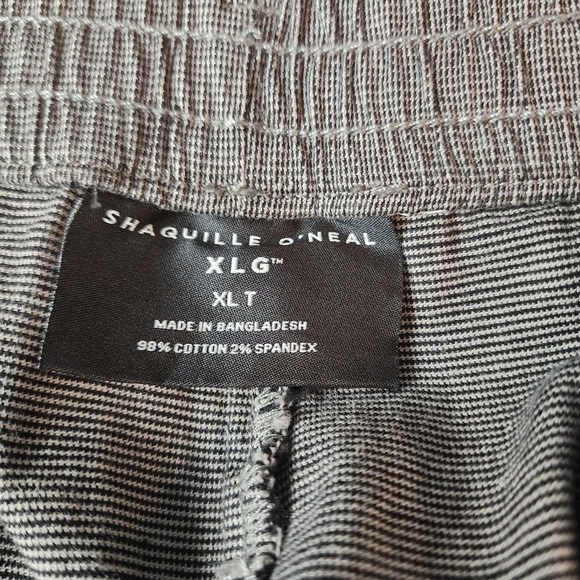 SHAQUILLE O'NEAL
XLG™
XL T
MADE IN BANGLADESH
98% COTTON 2% SPANDEX